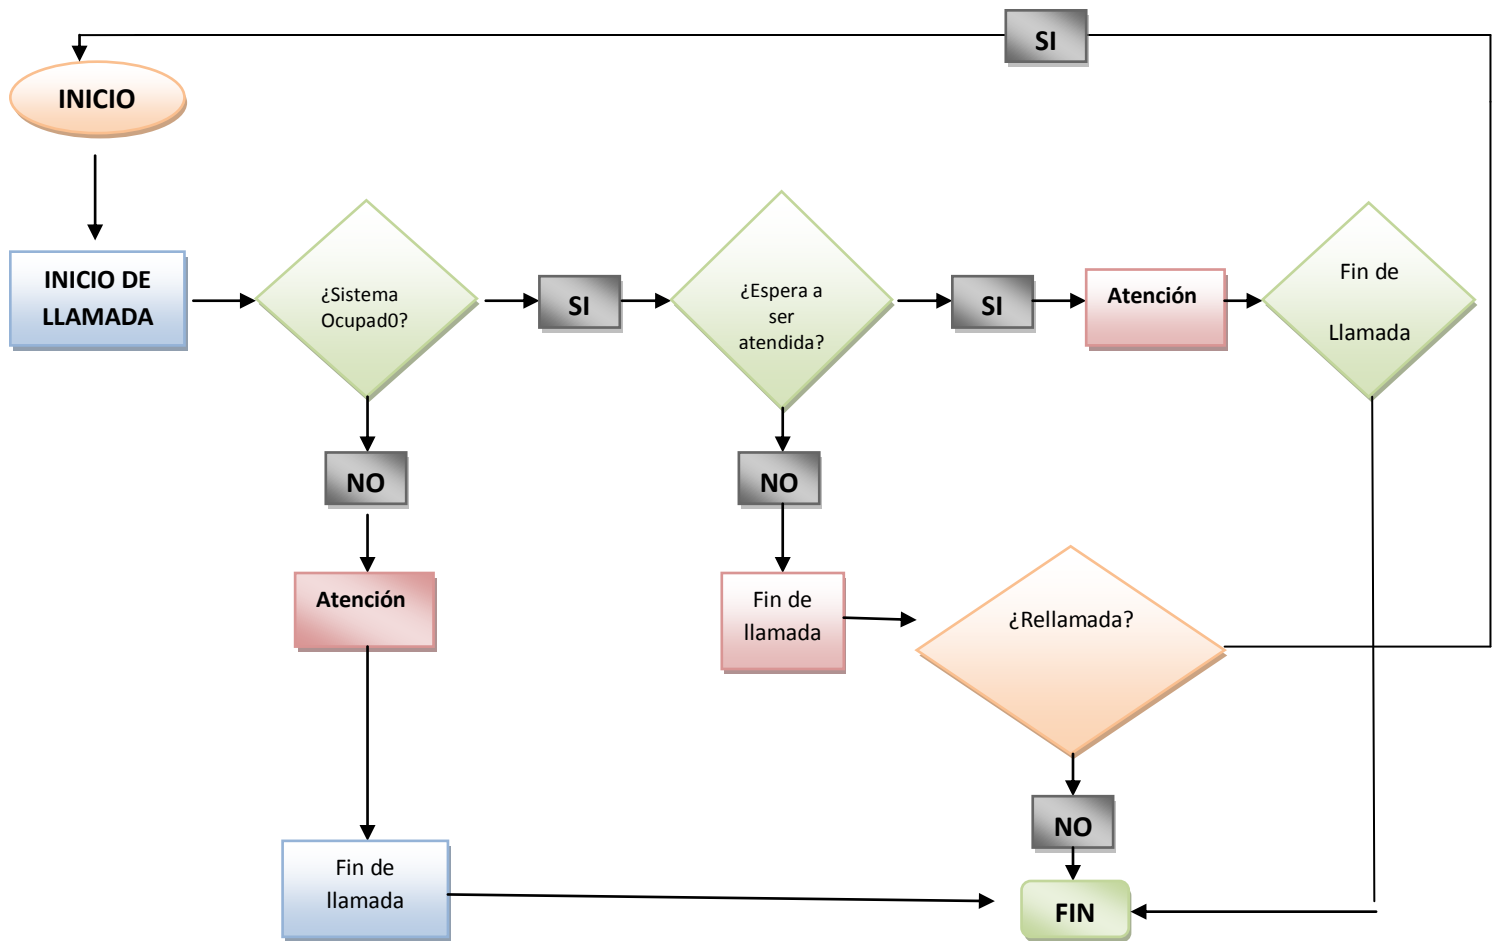 SI
INICIO
INICIO DE
LLAMADA
¿Sistema
Ocupad0?
SI
¿Espera a
ser
atendida?
SI
Atención
Fin de
Llamada
NO
NO
Atención
Fin de
llamada
¿Rellamada?
NO
Fin de
llamada
FIN